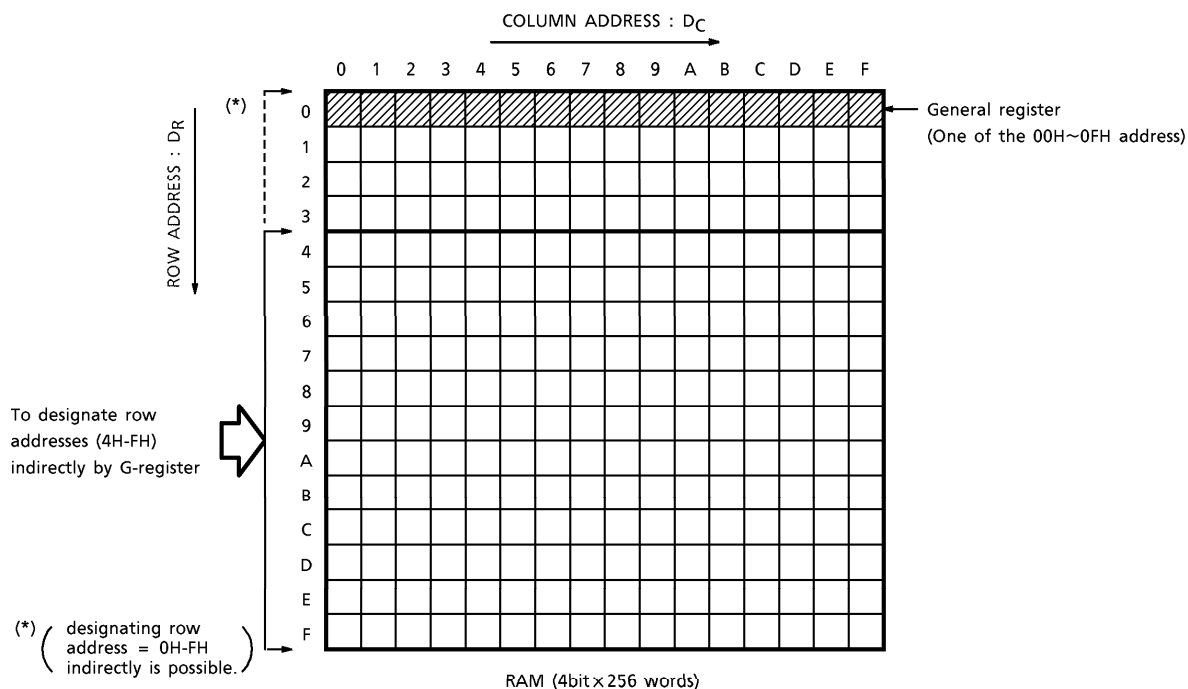 COLUMN ADDRESS : DC
0 1 2 3 4 5 6 7 8 9 A B C D E F
(*)
ROW ADDRESS : DR
0
1
2
3
4
5
6
7
8
9
A
B
C
D
E
F
General register
(One of the 00H~0FH address)
To designate row
addresses (4H-FH)
indirectly by G-register
(*) ( designating row
address = 0H-FH
indirectly is possible. )
RAM (4bit×256 words)